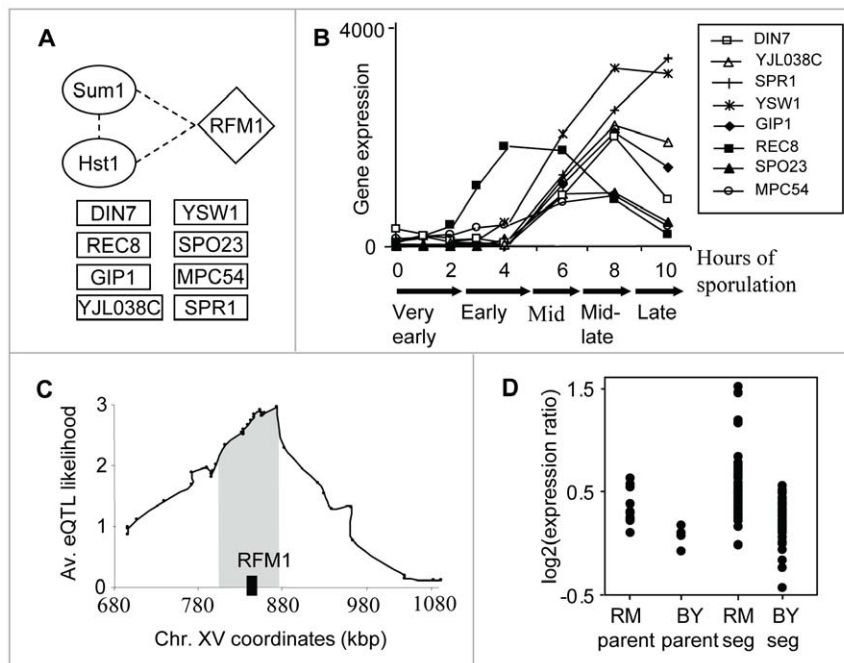 A
Sum1
RFM1
Hst1
DIN7 YSW1
REC8 SPO23
GIP1 MPC54
YJL038C SPR1
B
4000
Gene expression
0
0 2 4 6 8 10
Hours of
sporulation
Very
early
Early
Mid
Mid-
late
Late
DIN7
YJL038C
SPR1
YSW1
GIP1
REC8
SPO23
MPC54
C
3
2
1
0
Av. eQTL likelihood
RFM1
680 780 880 980 1080
Chr. XV coordinates (kbp)
D
1.5
0.5
-0.5
log2(expression ratio)
RM BY RM BY
parent parent seg seg